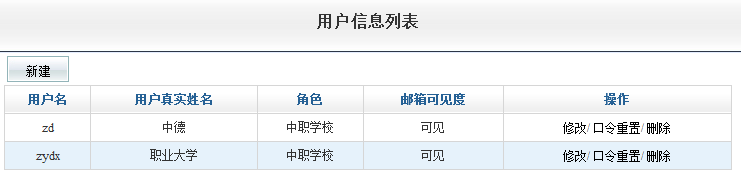 用户信息列表
新建
用户名 用户真实姓名 角色 邮箱可见度 操作
zd 中德 中职学校 可见 修改/ 口令重置/ 删除
zydx 职业大学 中职学校 可见 修改/ 口令重置/ 删除